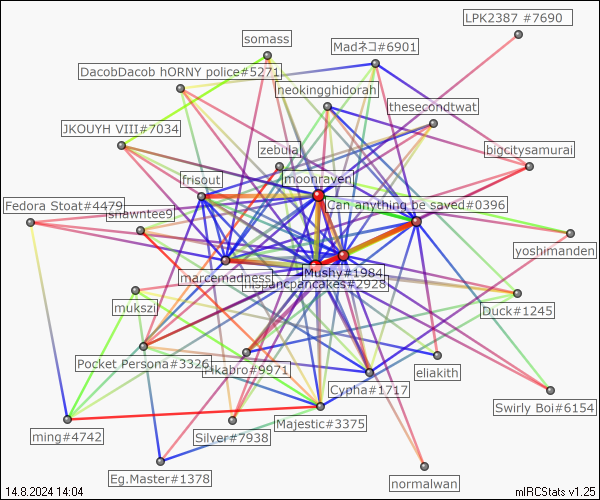 LPK2387 #7690
somass
Madネコ#6901
DacobDacob hORNY police#5271
neokingghidorah
thesecondtwat
JKOUYH VIII#7034
zebula
bigcitysamurai
frisout
moonraven
Fedora Stoat#4479
Can anything be saved#0396
shawntee9
yoshimanden
marcemadness
Mushy#1984
hispancpancakes#2928
mukszi
Duck#1245
Pocket Persona#3326
Pikabro#9971
eliakith
Cypha#1717
Swirly Boi#6154
ming#4742
Silver#7938
Majestic#3375
Eg.Master#1378
normalwan
14.8.2024 14:04
mIRCStats v1.25